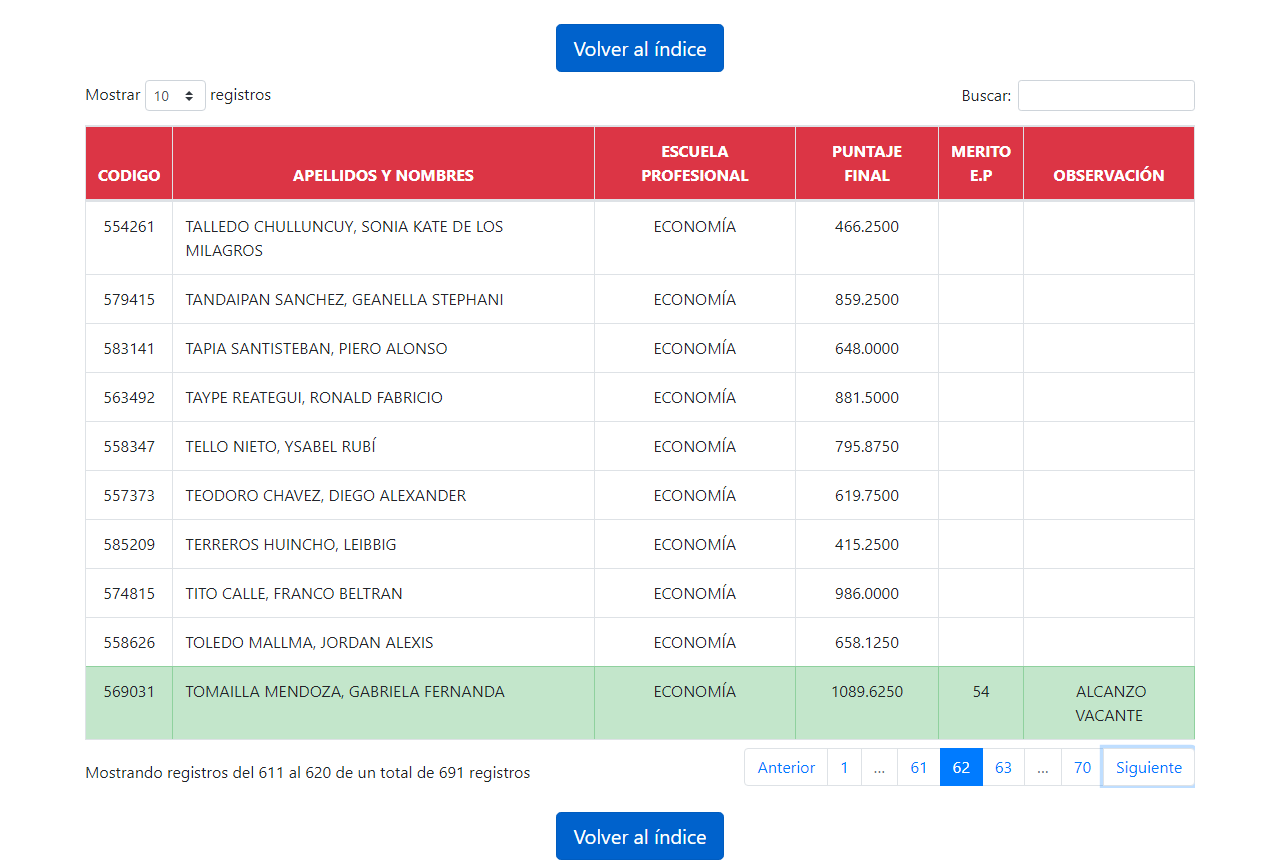 Volver al índice
Mostrar 10 registros Buscar:
CODIGO APELLIDOS Y NOMBRES ESCUELA PROFESIONAL PUNTAJE FINAL MERITO E.P OBSERVACIÓN
554261 TALLEDO CHULLUNCUY, SONIA KATE DE LOS ECONOMÍA 466.2500
MILAGROS
579415 TANDAIPAN SANCHEZ, GEANELLA STEPHANI ECONOMÍA 859.2500
583141 TAPIA SANTISTEBAN, PIERO ALONSO ECONOMÍA 648.0000
563492 TAYPE REATEGUI, RONALD FABRICIO ECONOMÍA 881.5000
558347 TELLO NIETO, YSABEL RUBÍ ECONOMÍA 795.8750
557373 TEODORO CHAVEZ, DIEGO ALEXANDER ECONOMÍA 619.7500
585209 TERREROS HUINCHO, LEIBBIG ECONOMÍA 415.2500
574815 TITO CALLE, FRANCO BELTRAN ECONOMÍA 986.0000
558626 TOLEDO MALLMA, JORDAN ALEXIS ECONOMÍA 658.1250
569031 TOMAILLA MENDOZA, GABRIELA FERNANDA ECONOMÍA 1089.6250 54 ALCANZO
VACANTE
Mostrando registros del 611 al 620 de un total de 691 registros Anterior 1 ... 61 62 63 ... 70 Siguiente
Volver al índice